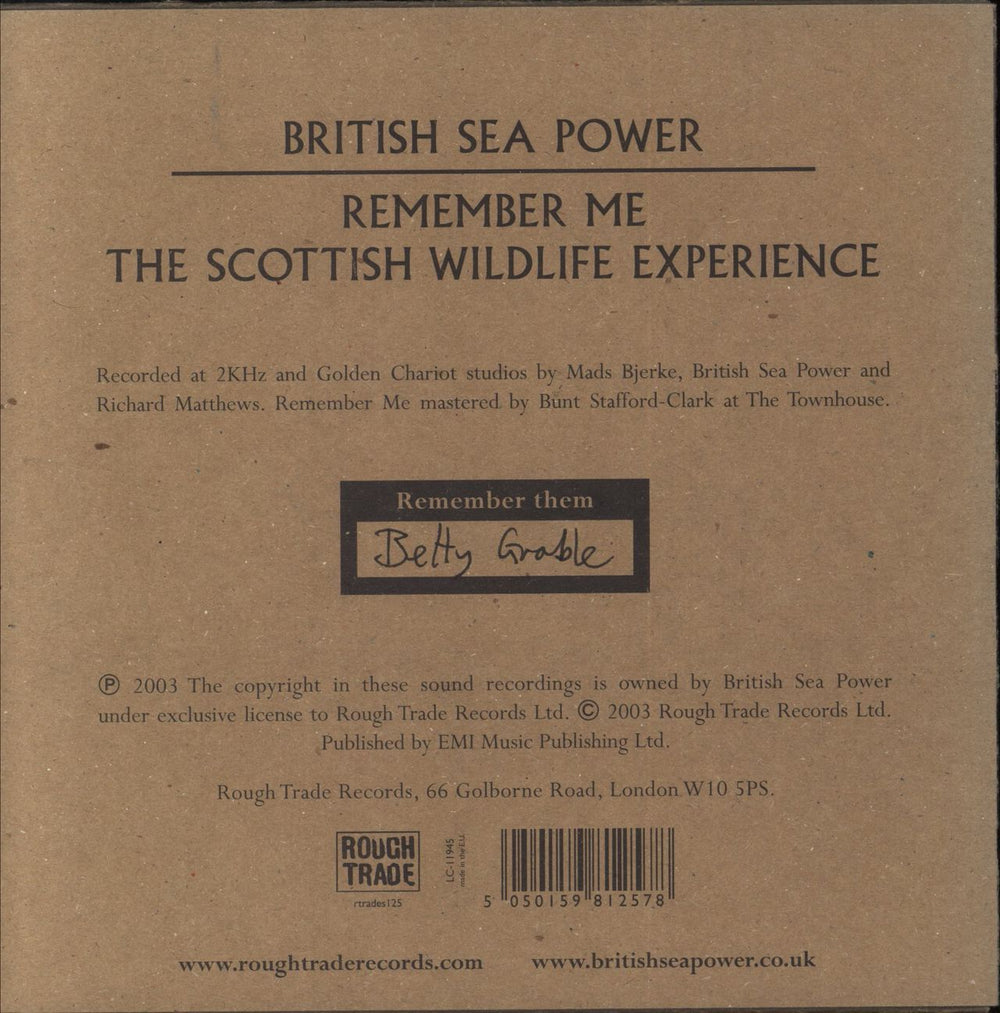 BRITISH SEA POWER
REMEMBER ME
THE SCOTTISH WILDLIFE EXPERIENCE
Recorded at 2KHz and Golden Chariot studios by Mads Bjerke, British Sea Power and
Richard Matthews. Remember Me mastered by Bunt Stafford-Clark at The Townhouse.
Remember them
Betty Grable
℗ 2003 The copyright in these sound recordings is owned by British Sea Power
under exclusive license to Rough Trade Records Ltd. © 2003 Rough Trade Records Ltd.
Published by EMI Music Publishing Ltd.
Rough Trade Records, 66 Golborne Road, London W10 5PS.
ROUGH
TRADE
rtrades125
LC-11945
made in the E.U.
5 050159 812578
www.roughtraderecords.com www.britishseapower.co.uk